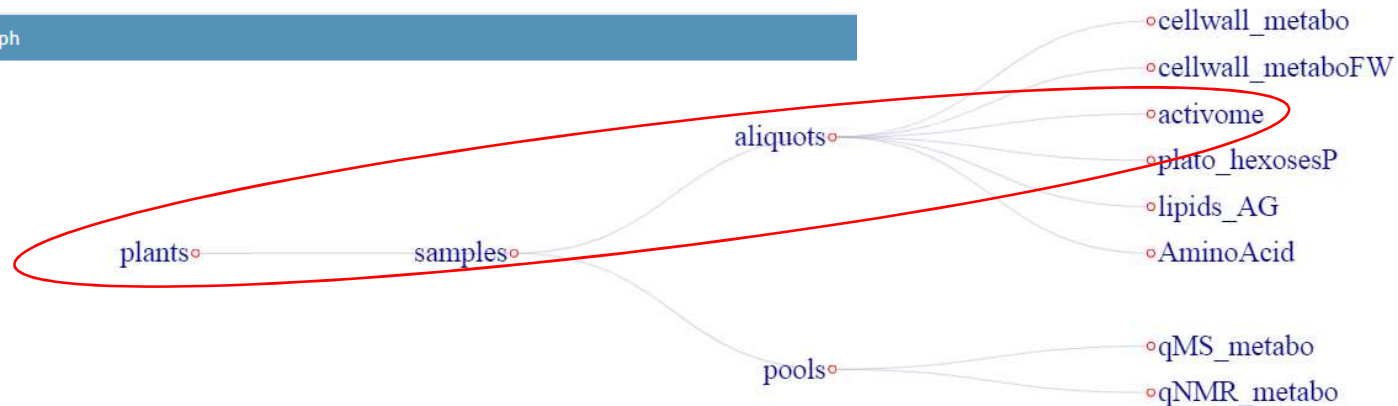 ph
cellwall_metabo
cellwall_metaboFW
activome
aliquots
plato_hexosesP
lipids_AG
plants
samples
AminoAcid
qMS_metabo
pools
qNMR_metabo